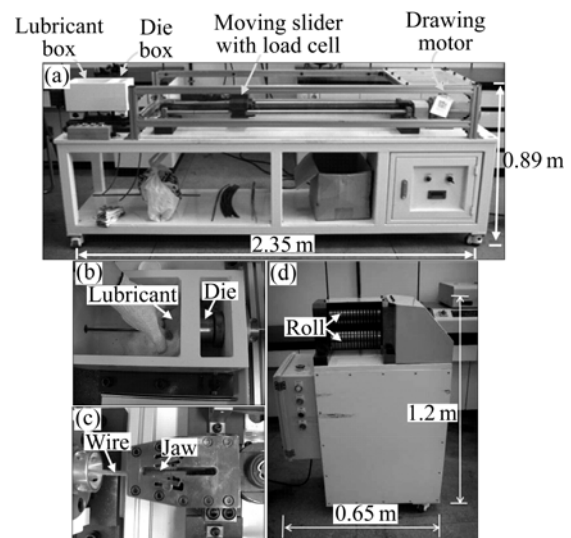 Lubricant box
Die box
Moving slider with load cell
Drawing motor
(a)
0.89 m
2.35 m
(b)
Lubricant
Die
(d)
Roll
1.2 m
0.65 m
(c)
Wire
Jaw